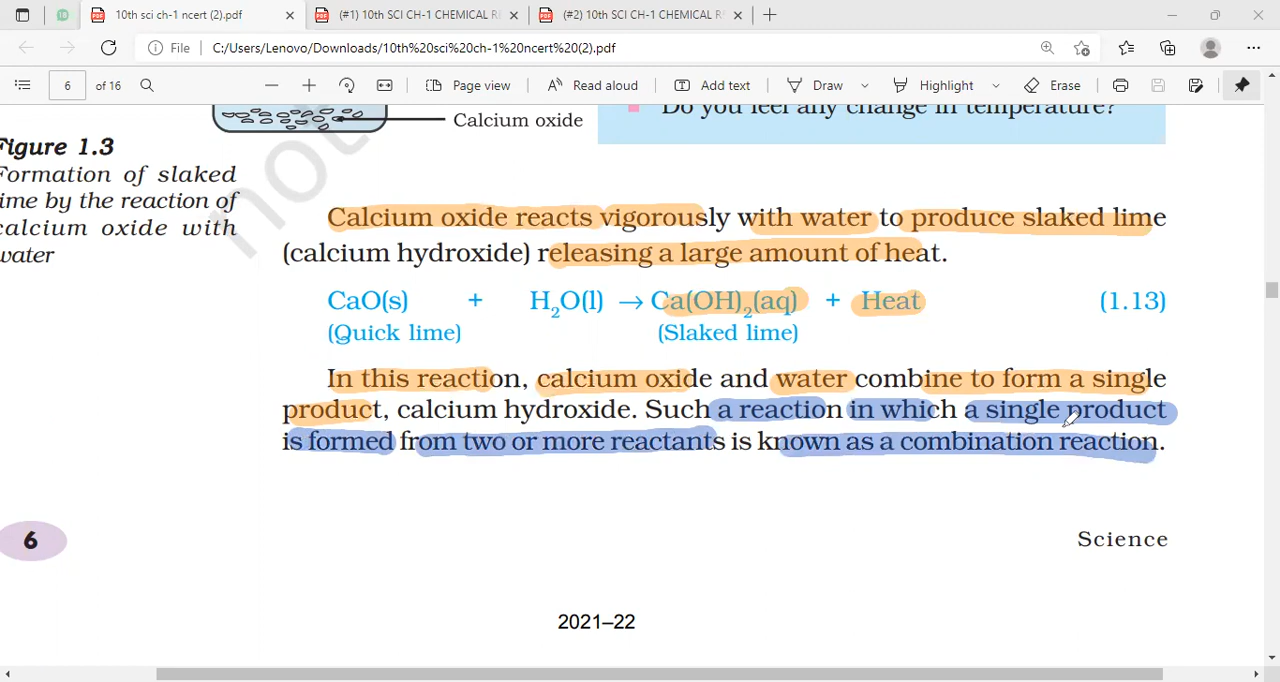 10th sci ch-1 ncert (2).pdf
(#1) 10th SCI CH-1 CHEMICAL R
(#2) 10th SCI CH-1 CHEMICAL R
File C:/Users/Lenovo/Downloads/10th%20sci%20ch-1%20ncert%20(2).pdf
6 of 16 Page view Read aloud Add text Draw Highlight Erase
Calcium oxide
Do you feel any change in temperature?
not
Figure 1.3
Formation of slaked
lime by the reaction of
calcium oxide with
water
Calcium oxide reacts vigorously with water to produce slaked lime
(calcium hydroxide) releasing a large amount of heat.
CaO(s) + H₂O(l) → Ca(OH)₂(aq) + Heat (1.13)
(Quick lime) (Slaked lime)
In this reaction, calcium oxide and water combine to form a single
product, calcium hydroxide. Such a reaction in which a single product
is formed from two or more reactants is known as a combination reaction.
6
Science
2021–22